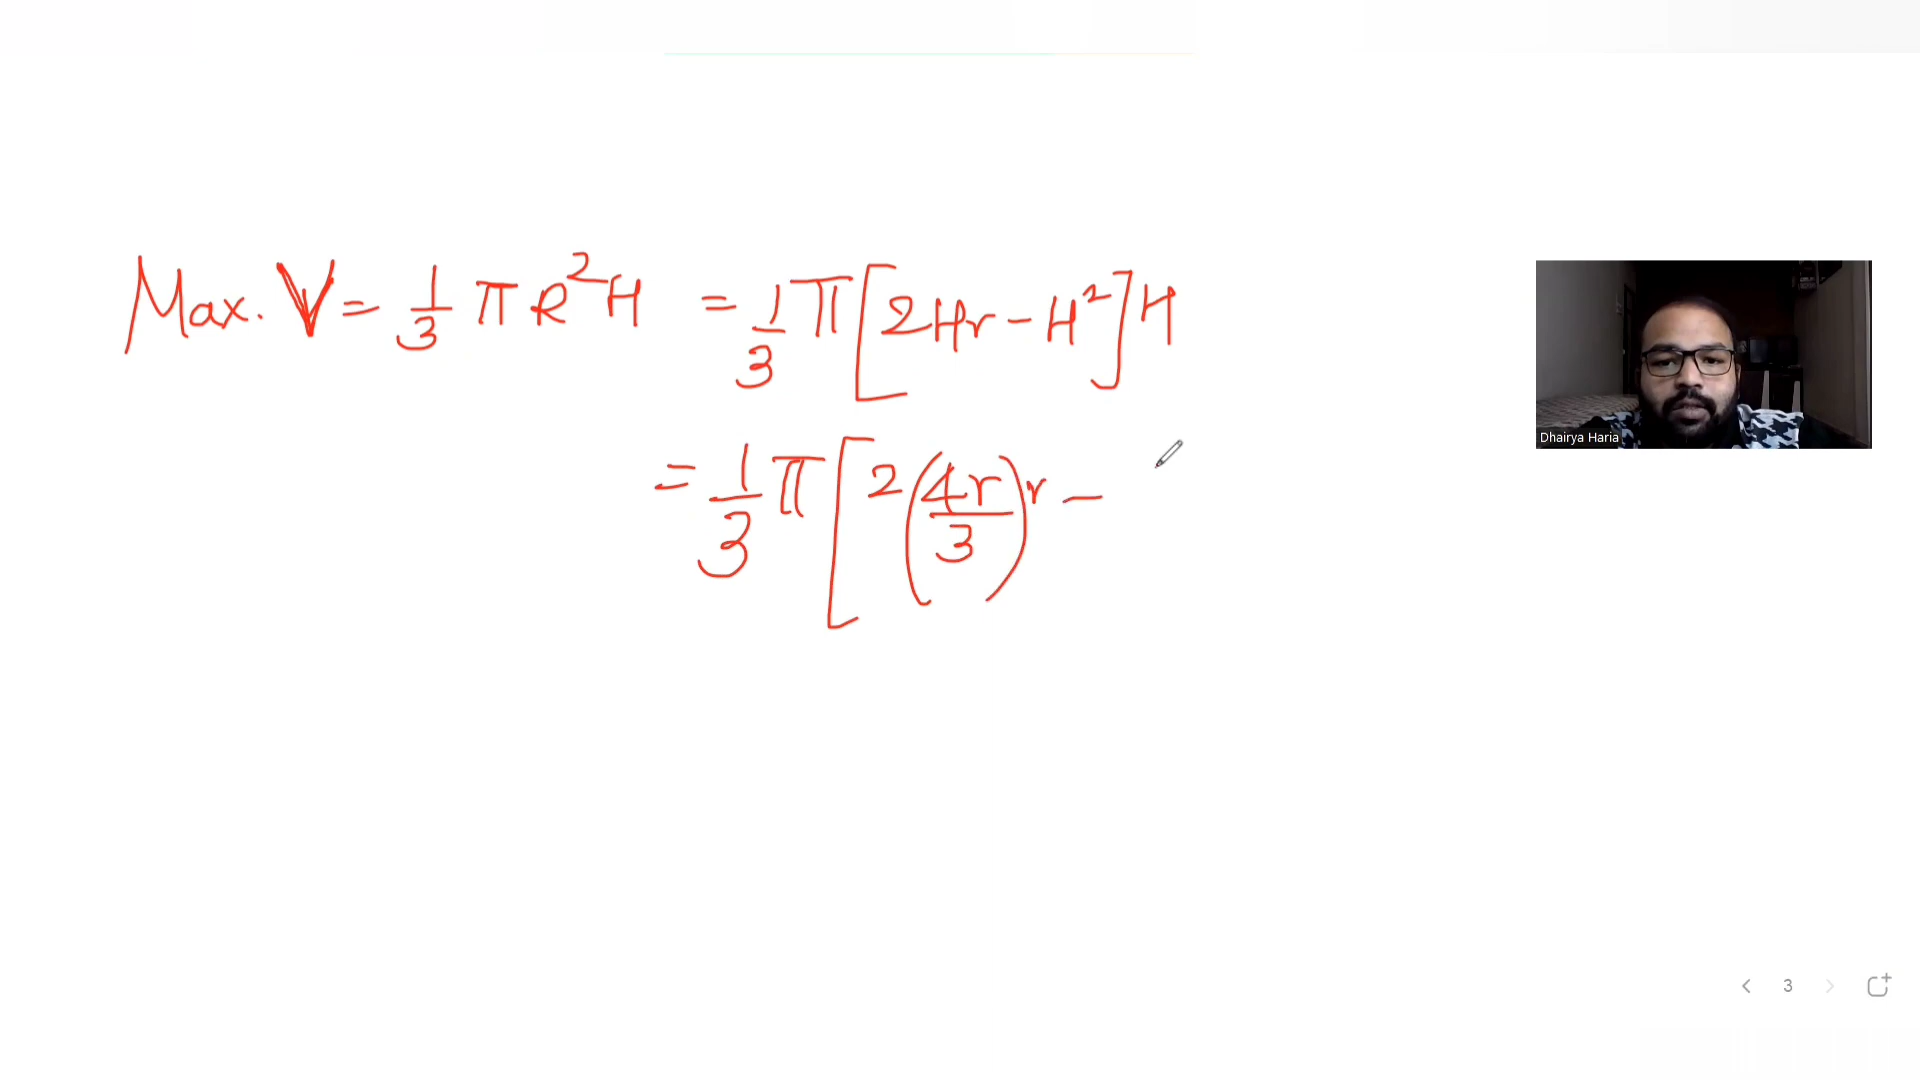 Max. V = 1/3 π R²H = 1/3 π [2Hr - H²] H
= 1/3 π [2(4r/3)r -
Dhairya Haria
3